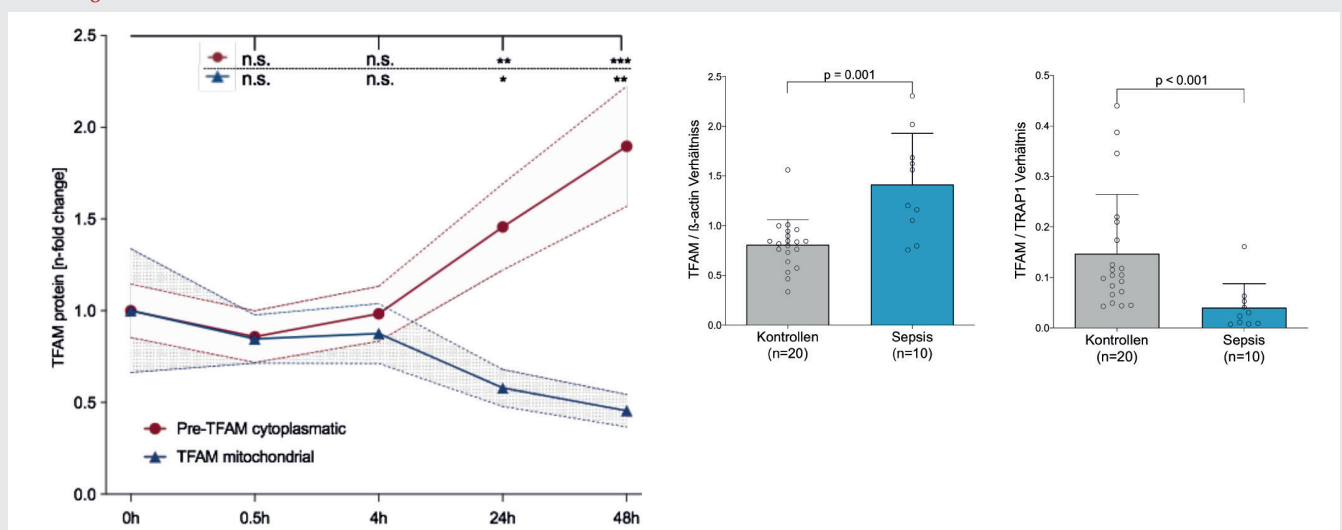 2.5
2.0
1.5
1.0
0.5
0.0
TFAM protein [n-fold change]
n.s. n.s. ** ***
n.s. n.s. * **
Pre-TFAM cytoplasmatic
TFAM mitochondrial
0h 0.5h 4h 24h 48h
p = 0.001
2.5
2.0
1.5
1.0
0.5
0.0
TFAM / ß-actin Verhältniss
Kontrollen
(n=20)
Sepsis
(n=10)
p < 0.001
0.5
0.4
0.3
0.2
0.1
0.0
TFAM / TRAP1 Verhältnis
Kontrollen
(n=20)
Sepsis
(n=10)